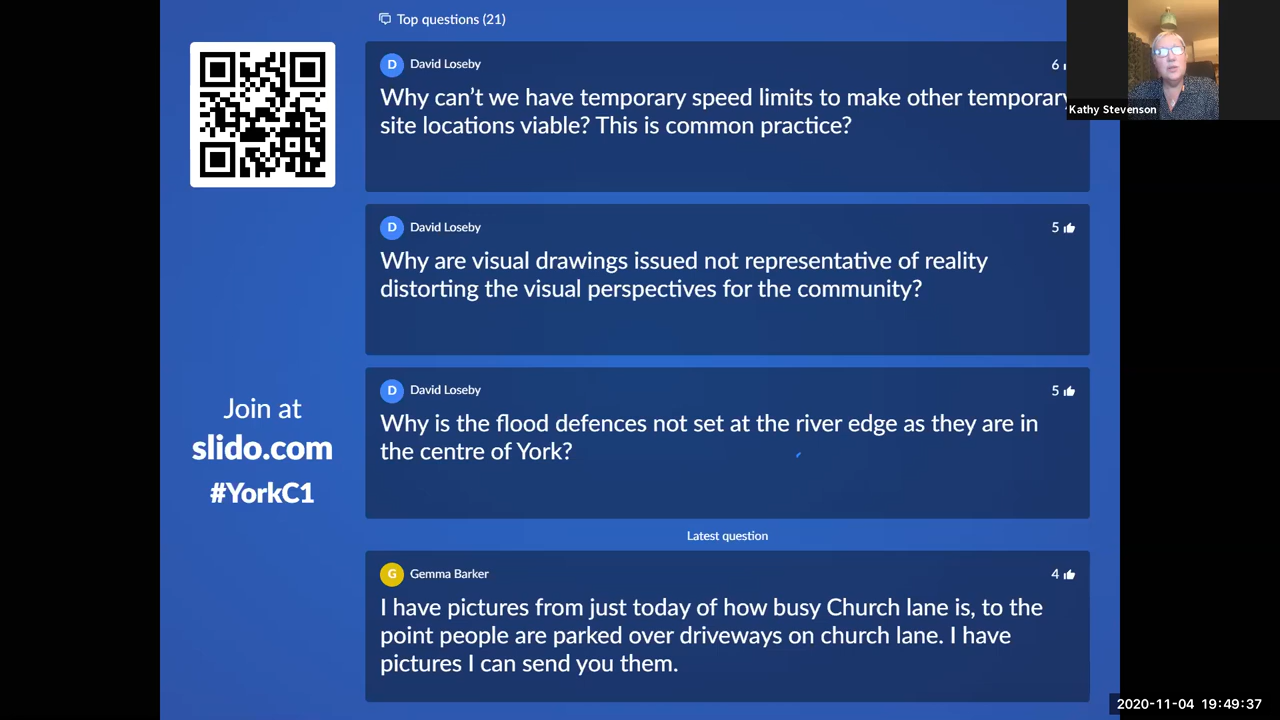 Top questions (21)
D David Loseby
6
Why can’t we have temporary speed limits to make other temporary
site locations viable? This is common practice?
Kathy Stevenson
D David Loseby
5
Why are visual drawings issued not representative of reality
distorting the visual perspectives for the community?
D David Loseby
5
Why is the flood defences not set at the river edge as they are in
the centre of York?
Join at
slido.com
#YorkC1
Latest question
G Gemma Barker
4
I have pictures from just today of how busy Church lane is, to the
point people are parked over driveways on church lane. I have
pictures I can send you them.
2020-11-04 19:49:37